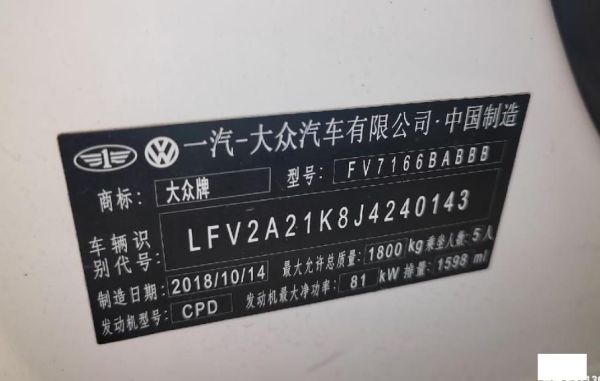 一汽-大众汽车有限公司·中国制造
商标: 大众牌 型号: FV7166BABBB
车辆识别代号: LFV2A21K8J4240143
制造日期: 2018/10/14 最大允许总质量: 1800 kg 乘坐人数: 5人
发动机型号: CPD 发动机最大净功率: 81 kW 排量: 1598 ml